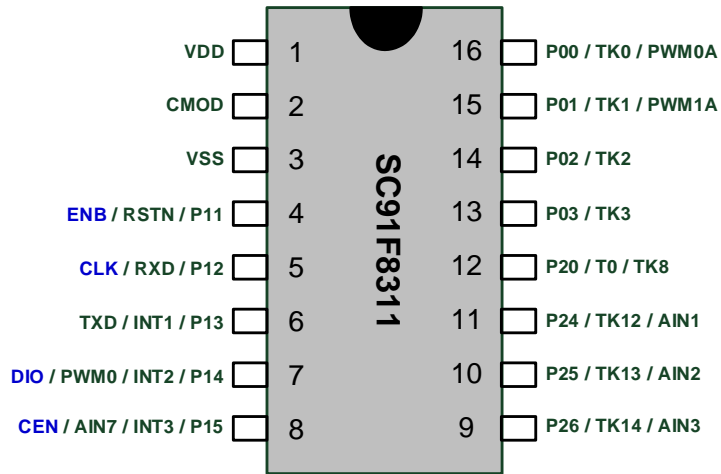 VDD 1 16 P00 / TK0 / PWM0A
CMOD 2 15 P01 / TK1 / PWM1A
VSS 3 14 P02 / TK2
ENB / RSTN / P11 4 13 P03 / TK3
CLK / RXD / P12 5 12 P20 / T0 / TK8
TXD / INT1 / P13 6 11 P24 / TK12 / AIN1
DIO / PWM0 / INT2 / P14 7 10 P25 / TK13 / AIN2
CEN / AIN7 / INT3 / P15 8 9 P26 / TK14 / AIN3
SC91F8311